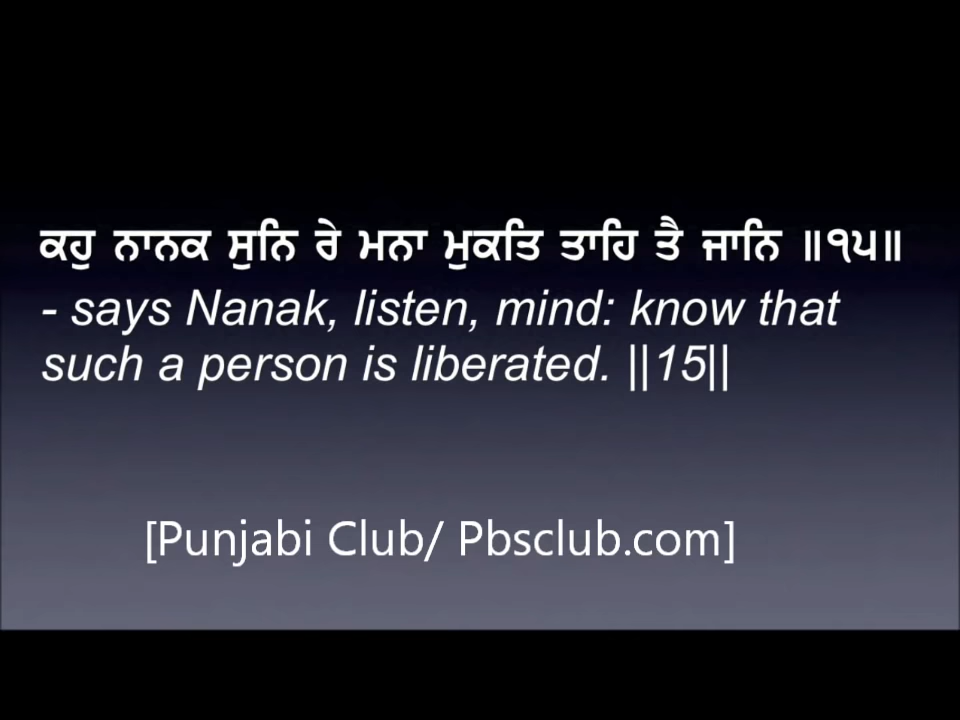 ਕਹੁ ਨਾਨਕ ਸੁਨਿ ਰੇ ਮਨਾ ਮੁਕਤਿ ਤਾਹਿ ਤੈ ਜਾਨਿ ॥੧੫॥
- says Nanak, listen, mind: know that
such a person is liberated. ||15||
[Punjabi Club/ Pbsclub.com]